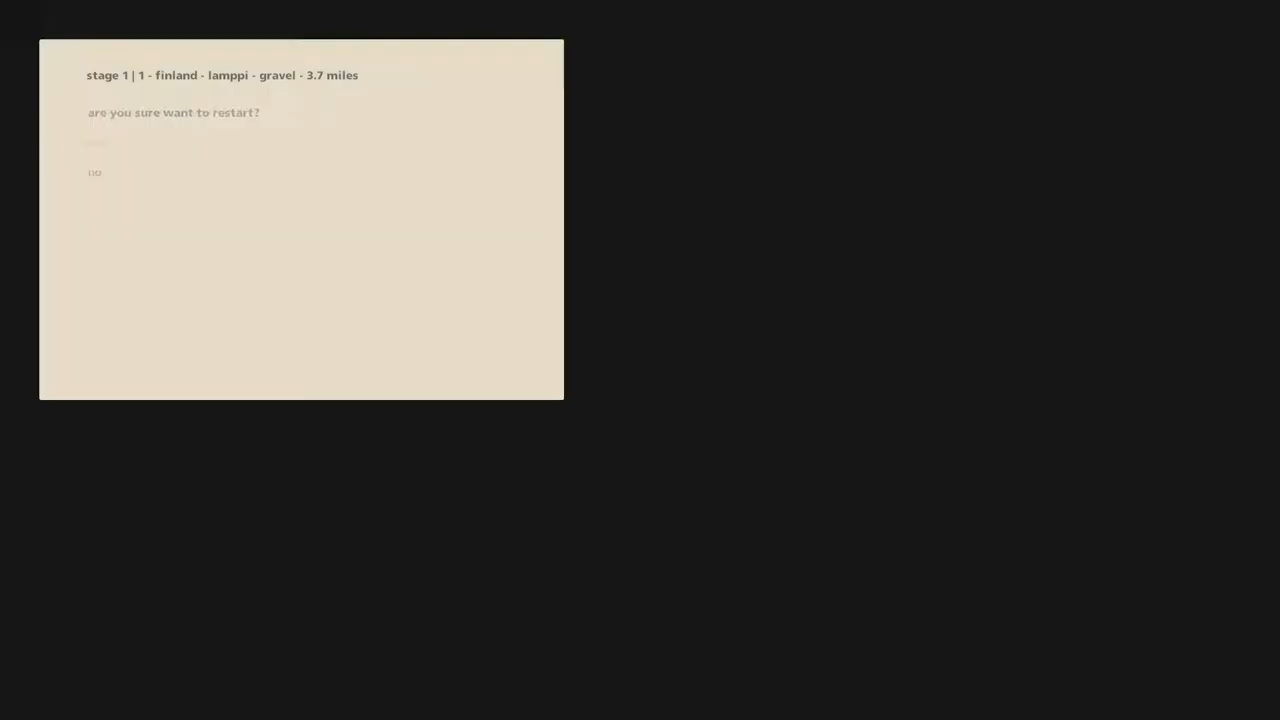 stage 1 | 1 - finland - lamppi - gravel - 3.7 miles
are you sure want to restart?
no